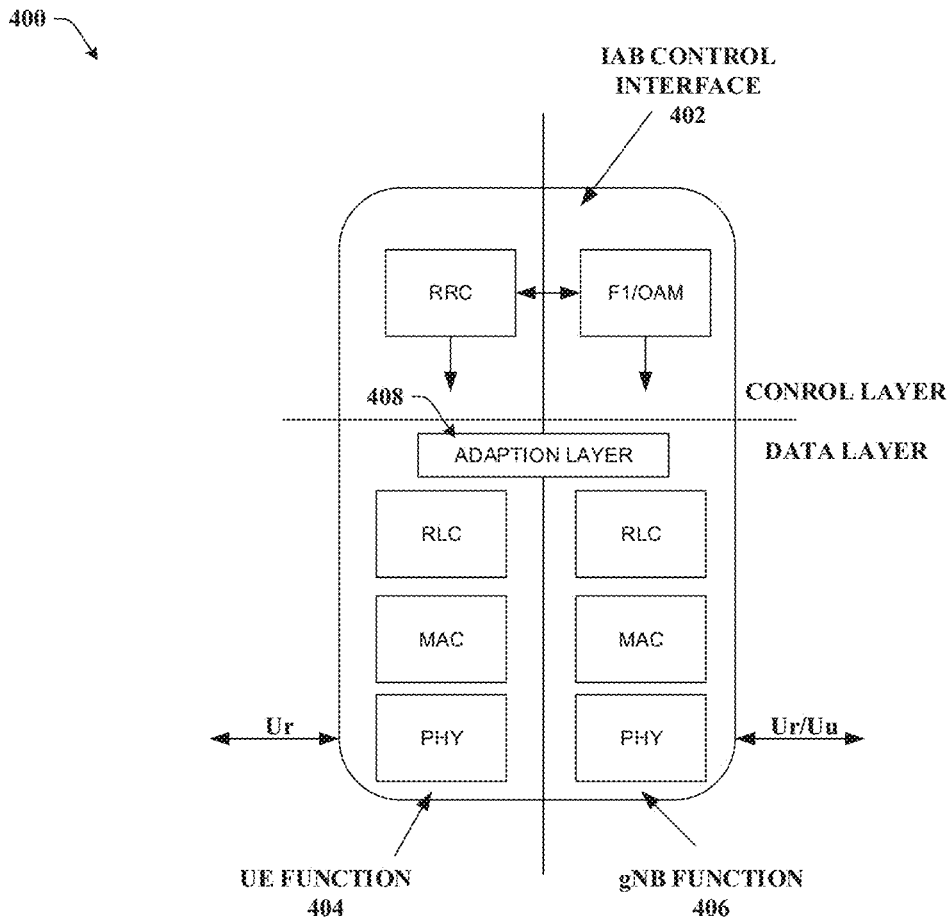 400
IAB CONTROL
INTERFACE
402
RRC
F1/OAM
CONROL LAYER
408
DATA LAYER
ADAPTION LAYER
RLC
RLC
MAC
MAC
Ur
Ur/Uu
PHY
PHY
UE FUNCTION
404
gNB FUNCTION
406